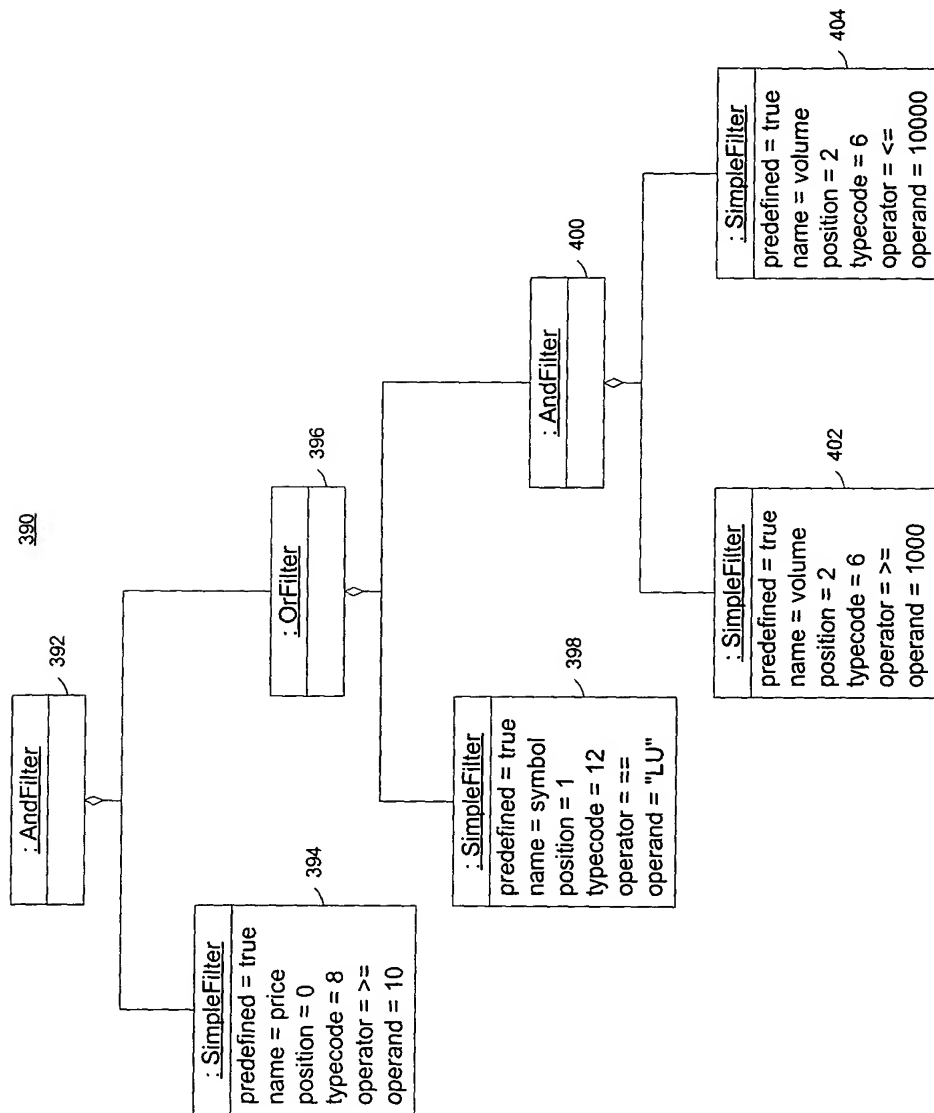 390
392
: AndFilter
394
: SimpleFilter
predefined = true
name = price
position = 0
typecode = 8
operator = >=
operand = 10
396
: OrFilter
398
: SimpleFilter
predefined = true
name = symbol
position = 1
typecode = 12
operator = ==
operand = "LU"
400
: AndFilter
402
: SimpleFilter
predefined = true
name = volume
position = 2
typecode = 6
operator = >=
operand = 1000
404
: SimpleFilter
predefined = true
name = volume
position = 2
typecode = 6
operator = <=
operand = 10000